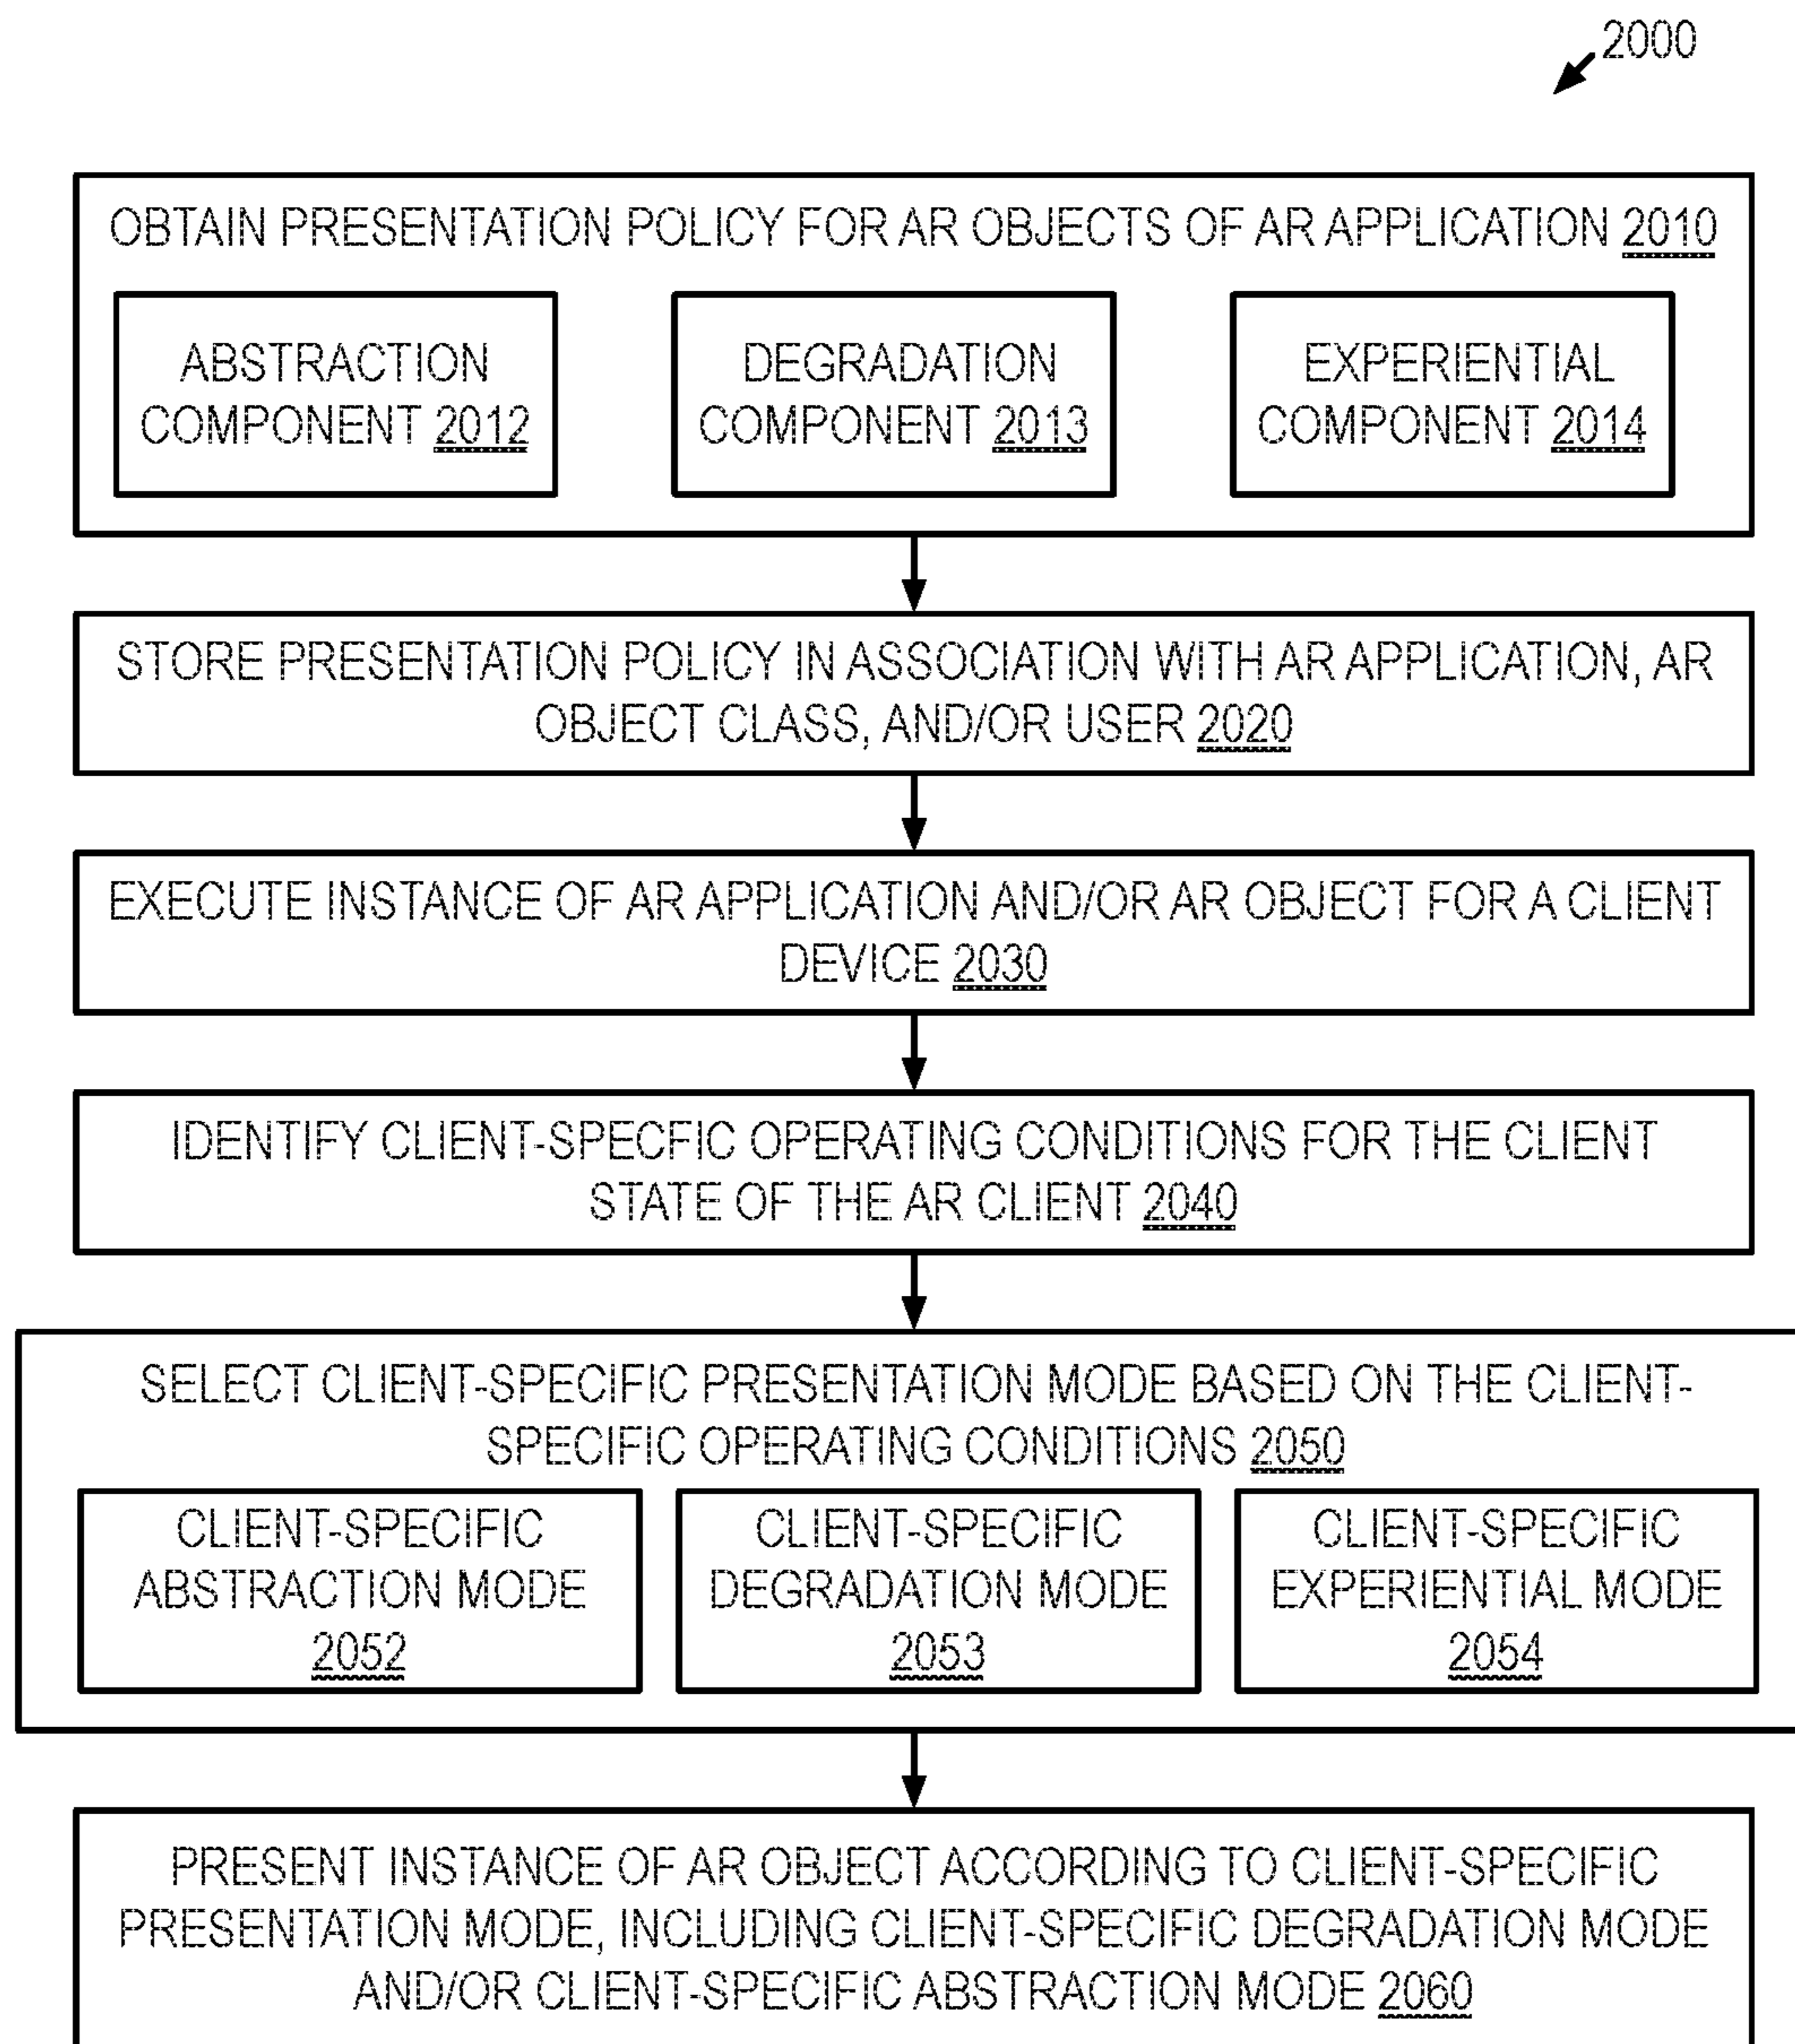 2000
OBTAIN PRESENTATION POLICY FOR AR OBJECTS OF AR APPLICATION 2010
ABSTRACTION
COMPONENT 2012
DEGRADATION
COMPONENT 2013
EXPERIENTIAL
COMPONENT 2014
STORE PRESENTATION POLICY IN ASSOCIATION WITH AR APPLICATION, AR
OBJECT CLASS, AND/OR USER 2020
EXECUTE INSTANCE OF AR APPLICATION AND/OR AR OBJECT FOR A CLIENT
DEVICE 2030
IDENTIFY CLIENT-SPECFIC OPERATING CONDITIONS FOR THE CLIENT
STATE OF THE AR CLIENT 2040
SELECT CLIENT-SPECIFIC PRESENTATION MODE BASED ON THE CLIENT-
SPECIFIC OPERATING CONDITIONS 2050
CLIENT-SPECIFIC
ABSTRACTION MODE
2052
CLIENT-SPECIFIC
DEGRADATION MODE
2053
CLIENT-SPECIFIC
EXPERIENTIAL MODE
2054
PRESENT INSTANCE OF AR OBJECT ACCORDING TO CLIENT-SPECIFIC
PRESENTATION MODE, INCLUDING CLIENT-SPECIFIC DEGRADATION MODE
AND/OR CLIENT-SPECIFIC ABSTRACTION MODE 2060